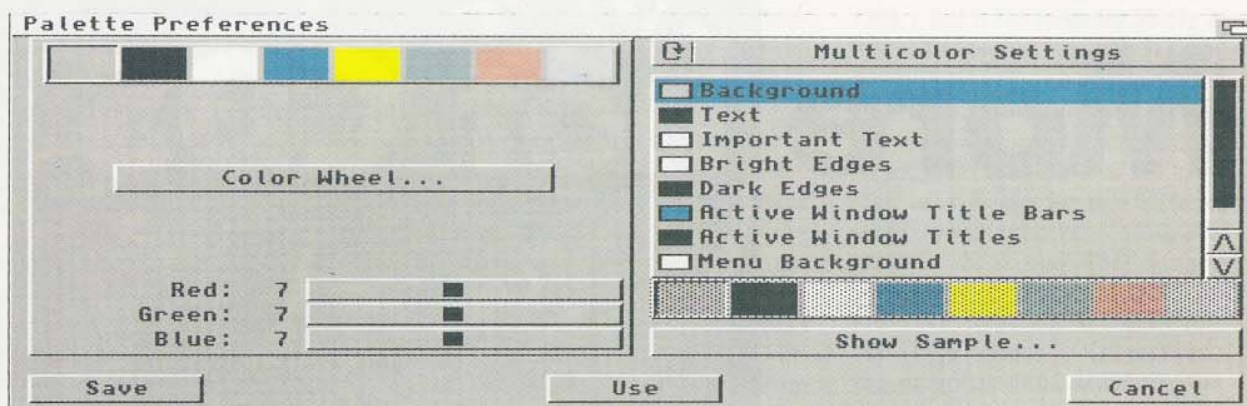 Palette Preferences
Multicolor Settings
Background
Text
Important Text
Bright Edges
Dark Edges
Active Window Title Bars
Active Window Titles
Menu Background
Color Wheel...
Red: 7
Green: 7
Blue: 7
Show Sample...
Save
Use
Cancel